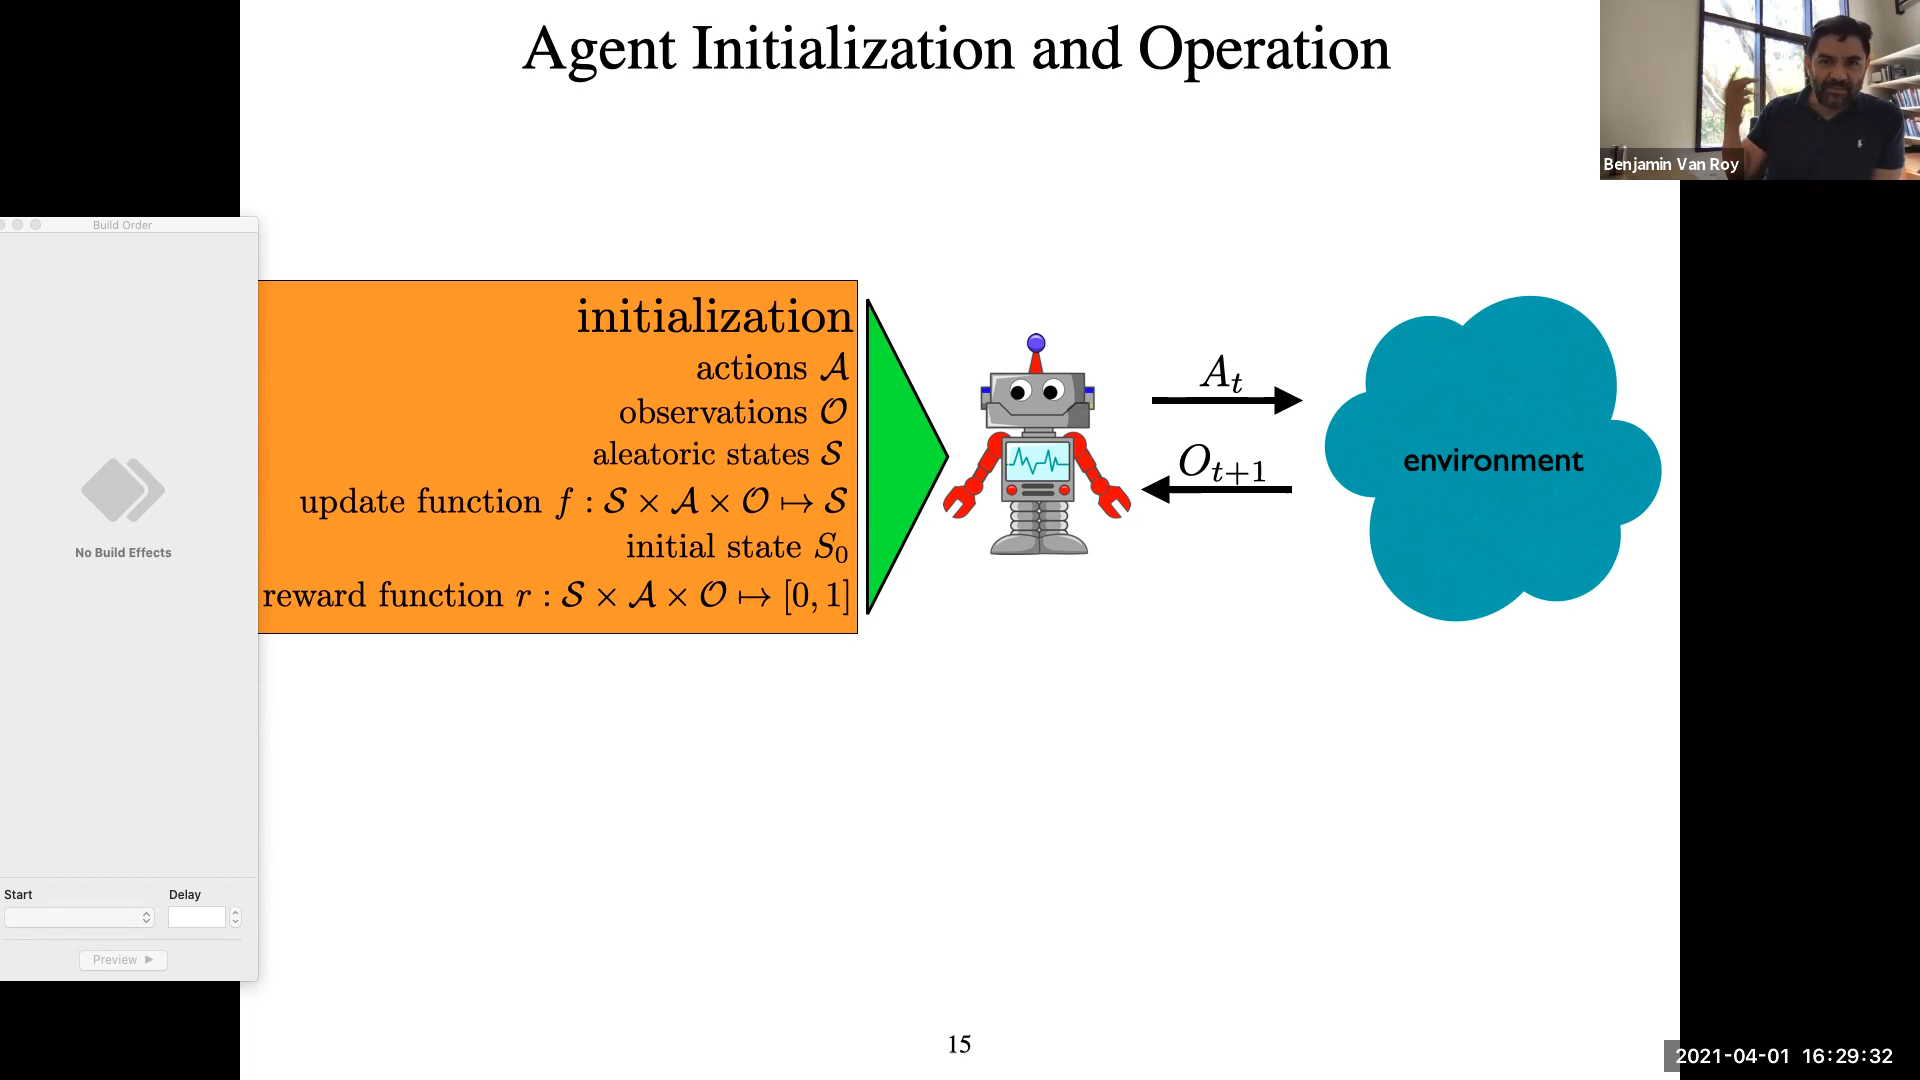 Agent Initialization and Operation
Benjamin Van Roy
Build Order
No Build Effects
Start
Delay
Preview
initialization
actions 𝒜
observations 𝒪
aleatoric states 𝒮
update function f : 𝒮 × 𝒜 × 𝒪 ↦ 𝒮
initial state S₀
reward function r : 𝒮 × 𝒜 × 𝒪 ↦ [0, 1]
Aₜ
Oₜ₊₁
environment
15
2021-04-01 16:29:32